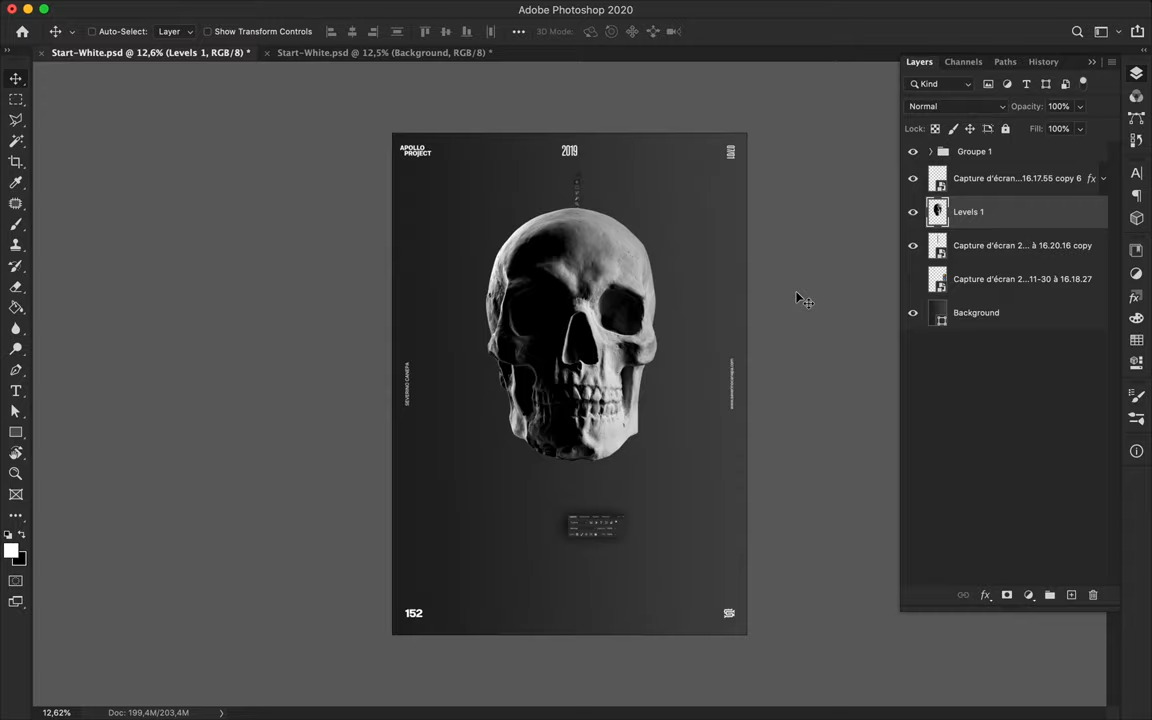 Adobe Photoshop 2020
Auto-Select: Layer Show Transform Controls 3D Mode:
Start-White.psd @ 12,6% (Levels 1, RGB/8) *
Start-White.psd @ 12,5% (Background, RGB/8) *
Layers Channels Paths History
Kind
Normal Opacity: 100%
Lock: Fill: 100%
Groupe 1
Capture d'écran...16.17.55 copy 6 fx
Levels 1
Capture d'écran 2... à 16.20.16 copy
Capture d'écran 2...11-30 à 16.18.27
Background
APOLLO
PROJECT
2019
SEVERINO CANEPA
152
12,62% Doc: 199,4M/203,4M